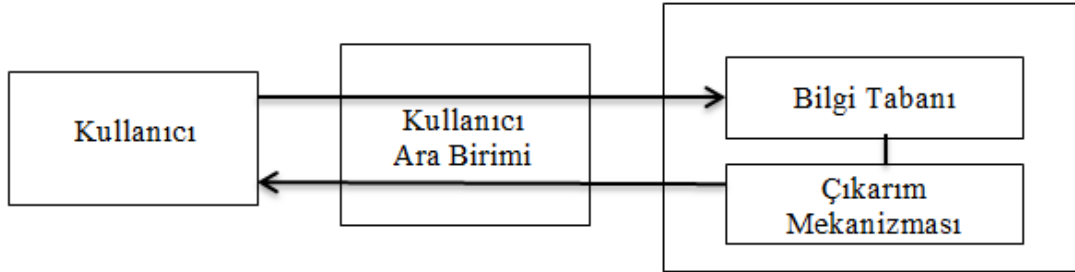 Kullanıcı
Kullanıcı
Ara Birimi
Bilgi Tabanı
Çıkarım
Mekanizması